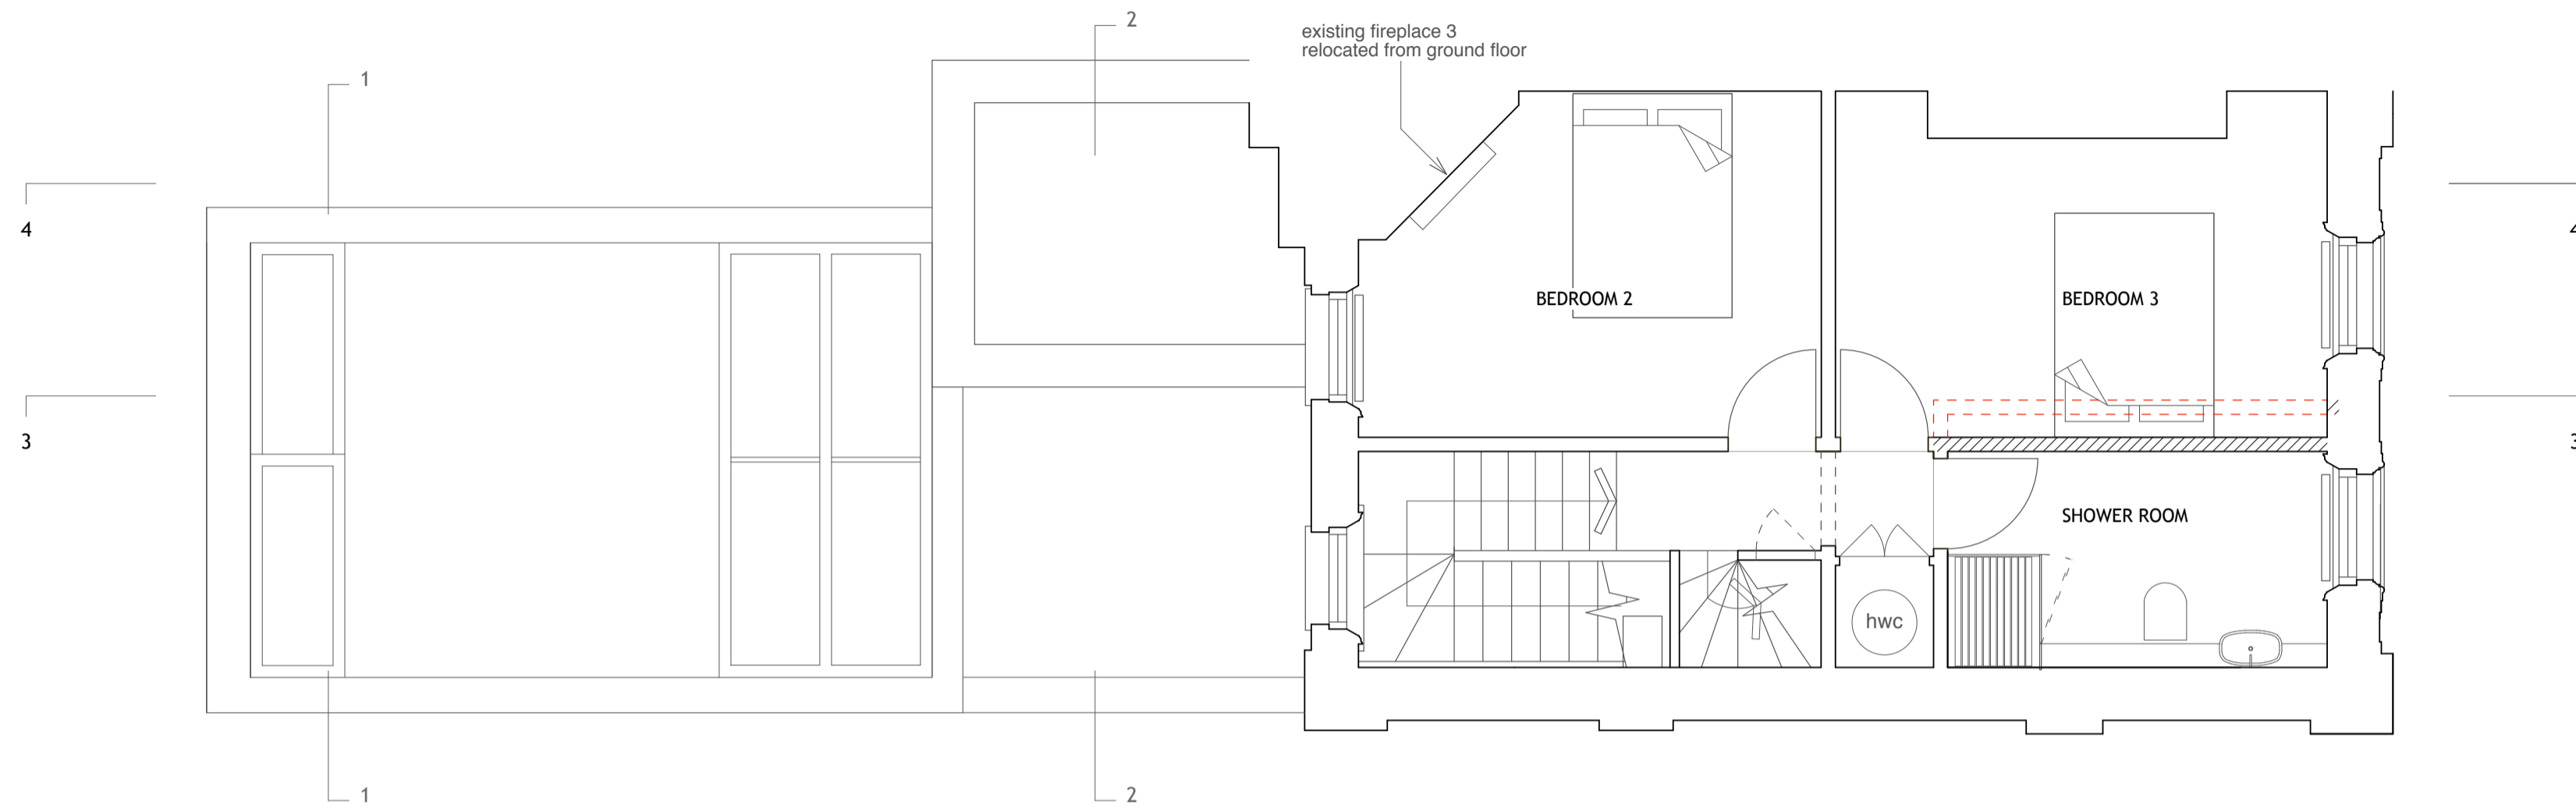 2
existing fireplace 3
relocated from ground floor
1
4
4
BEDROOM 2
BEDROOM 3
3
3
SHOWER ROOM
hwc
1
2